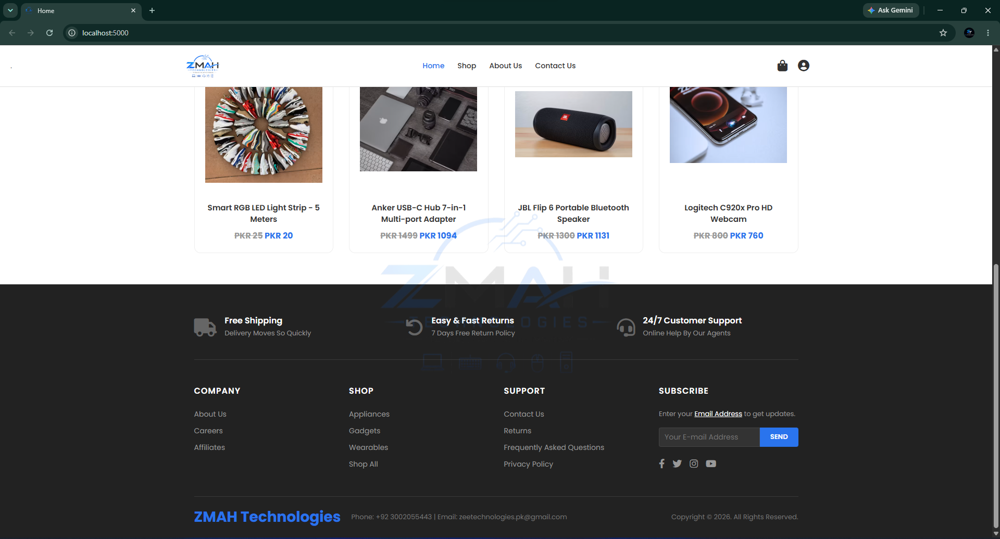 Home
Ask Gemini
localhost:5000
.
ZMAH
TECHNOLOGIES
Home
Shop
About Us
Contact Us
JBL
Smart RGB LED Light Strip - 5
Meters
PKR 25 PKR 20
Anker USB-C Hub 7-in-1
Multi-port Adapter
PKR 1499 PKR 1094
JBL Flip 6 Portable Bluetooth
Speaker
PKR 1300 PKR 1131
Logitech C920x Pro HD
Webcam
PKR 800 PKR 760
ZMAH
TECHNOLOGIES
Free Shipping
Delivery Moves So Quickly
Easy & Fast Returns
7 Days Free Return Policy
24/7 Customer Support
Online Help By Our Agents
COMPANY
About Us
Careers
Affiliates
SHOP
Appliances
Gadgets
Wearables
Shop All
SUPPORT
Contact Us
Returns
Frequently Asked Questions
Privacy Policy
SUBSCRIBE
Enter your Email Address to get updates.
Your E-mail Address
SEND
ZMAH Technologies
Phone: +92 3002055443 | Email: zeetechnologies.pk@gmail.com
Copyright © 2026. All Rights Reserved.